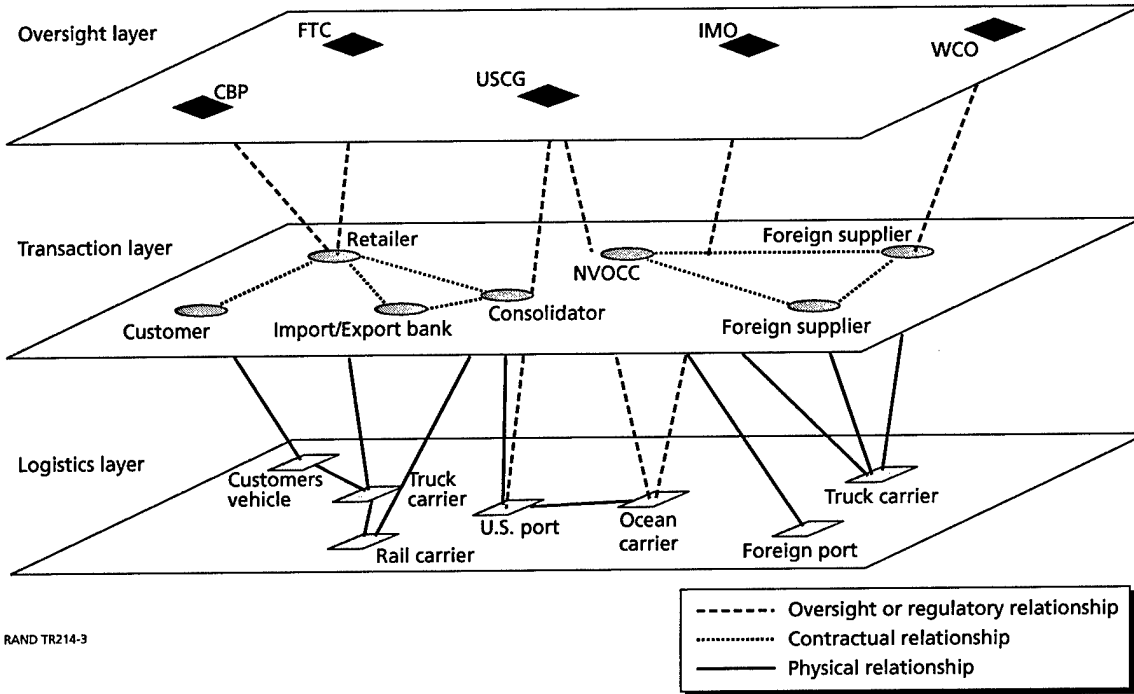 Oversight layer
FTC
IMO
WCO
CBP
USCG
Transaction layer
Retailer
Foreign supplier
NVOCC
Customer
Import/Export bank
Consolidator
Foreign supplier
Logistics layer
Customers
vehicle
Truck
carrier
Rail carrier
U.S. port
Ocean
carrier
Foreign port
Truck carrier
RAND TR214-3
Oversight or regulatory relationship
Contractual relationship
Physical relationship